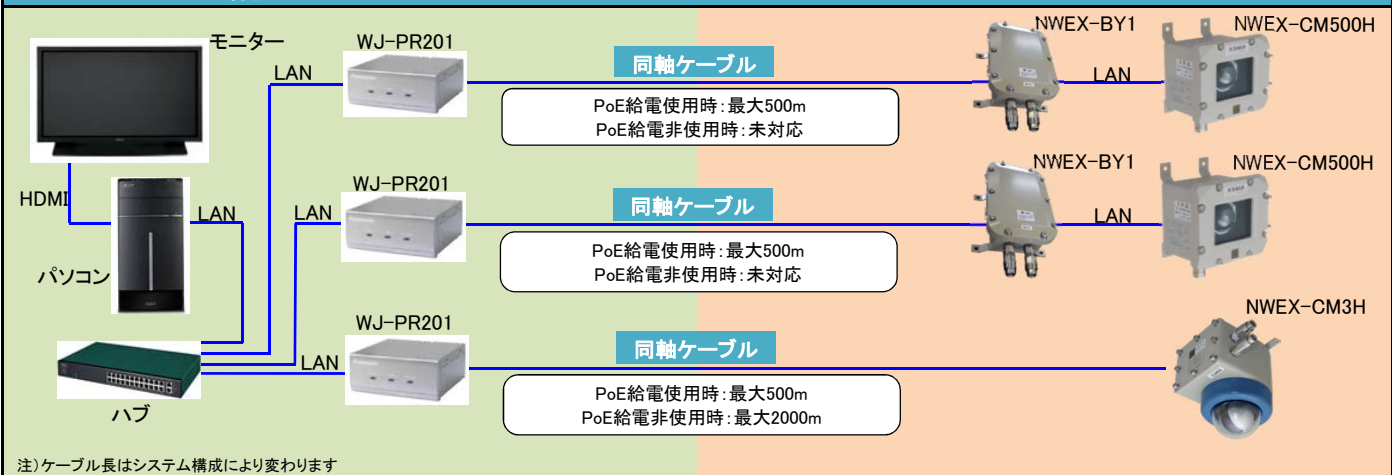 モニター
WJ-PR201
NWEX-BY1
NWEX-CM500H
LAN
同軸ケーブル
LAN
PoE給電使用時:最大500m
PoE給電非使用時:未対応
HDMI
LAN
パソコン
LAN
WJ-PR201
NWEX-BY1
NWEX-CM500H
同軸ケーブル
LAN
PoE給電使用時:最大500m
PoE給電非使用時:未対応
WJ-PR201
NWEX-CM3H
LAN
同軸ケーブル
ハブ
PoE給電使用時:最大500m
PoE給電非使用時:最大2000m
注)ケーブル長はシステム構成により変わります